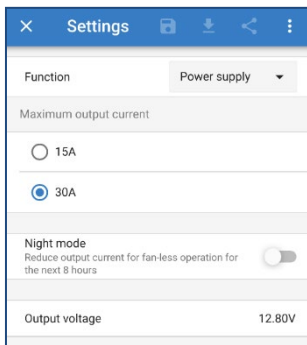 Settings
Function
Power supply
Maximum output current
15A
30A
Night mode
Reduce output current for fan-less operation for
the next 8 hours
Output voltage
12.80V